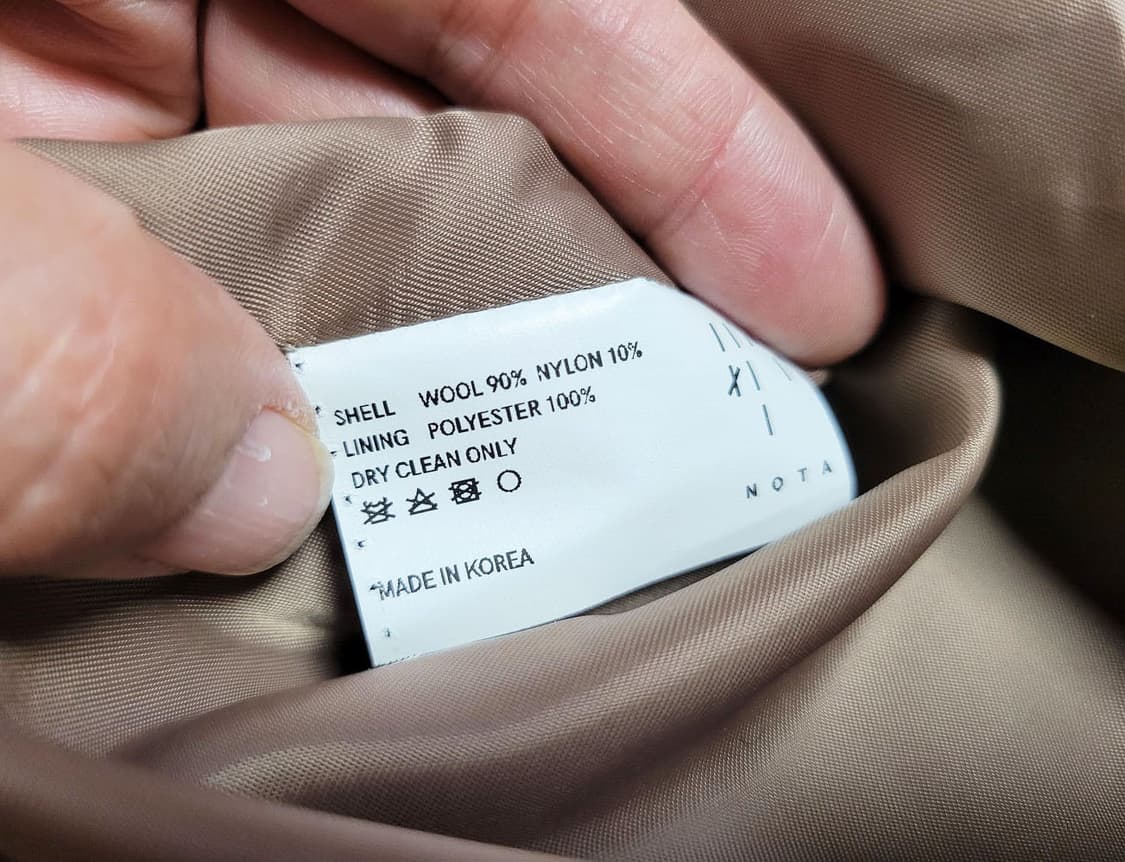 SHELL WOOL 90% NYLON 10%
LINING POLYESTER 100%
DRY CLEAN ONLY
MADE IN KOREA
NOTA